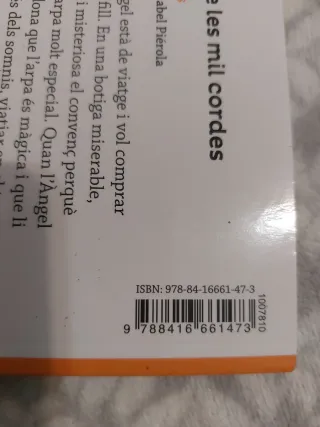 e les mil cordes
abel Piérola
gel està de viatge i vol comprar
fill. En una botiga miserable,
i misteriosa el convenç perquè
arpa molt especial. Quan l'Àngel
dona que l'arpa és màgica i que li
s dels somnis, viatjar
ISBN: 978-84-16661-47-3
1007810
9 788416 661473